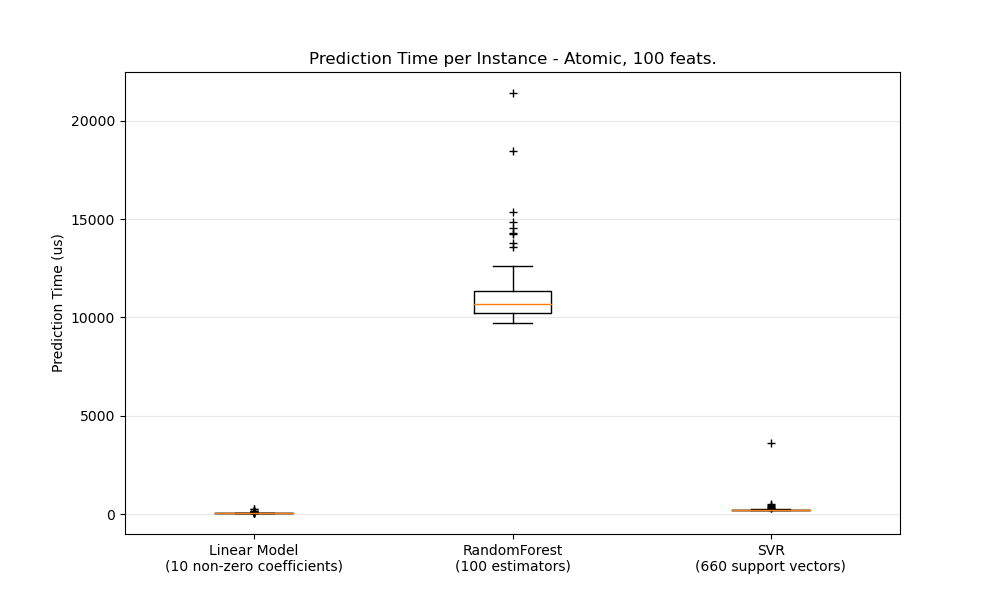 Prediction Time per Instance - Atomic, 100 feats.
Prediction Time (us)
20000
15000
10000
5000
0
Linear Model
(10 non-zero coefficients)
RandomForest
(100 estimators)
SVR
(660 support vectors)